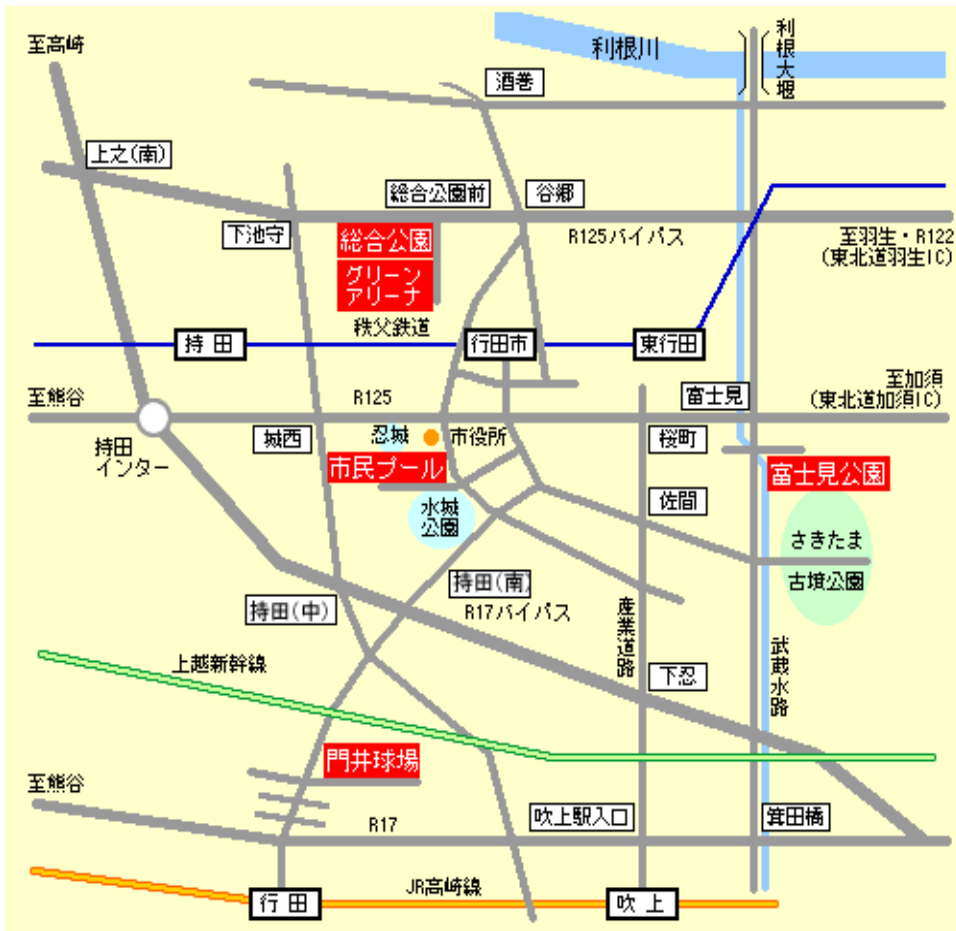 至高崎
利根川
利根大堰
酒巻
上之(南)
総合公園前
谷郷
下池守
総合公園
グリーン
アリーナ
R125バイパス
至羽生・R122
(東北道羽生IC)
秩父鉄道
持田
行田市
東行田
至熊谷
R125
富士見
至加須
(東北道加須IC)
持田
インター
城西
忍城
市役所
桜町
市民プール
富士見公園
水城
公園
佐間
さきたま
古墳公園
持田(中)
持田(南)
R17バイパス
産業道路
上越新幹線
下忍
武蔵水路
門井球場
至熊谷
R17
吹上駅入口
箕田橋
JR高崎線
行田
吹上